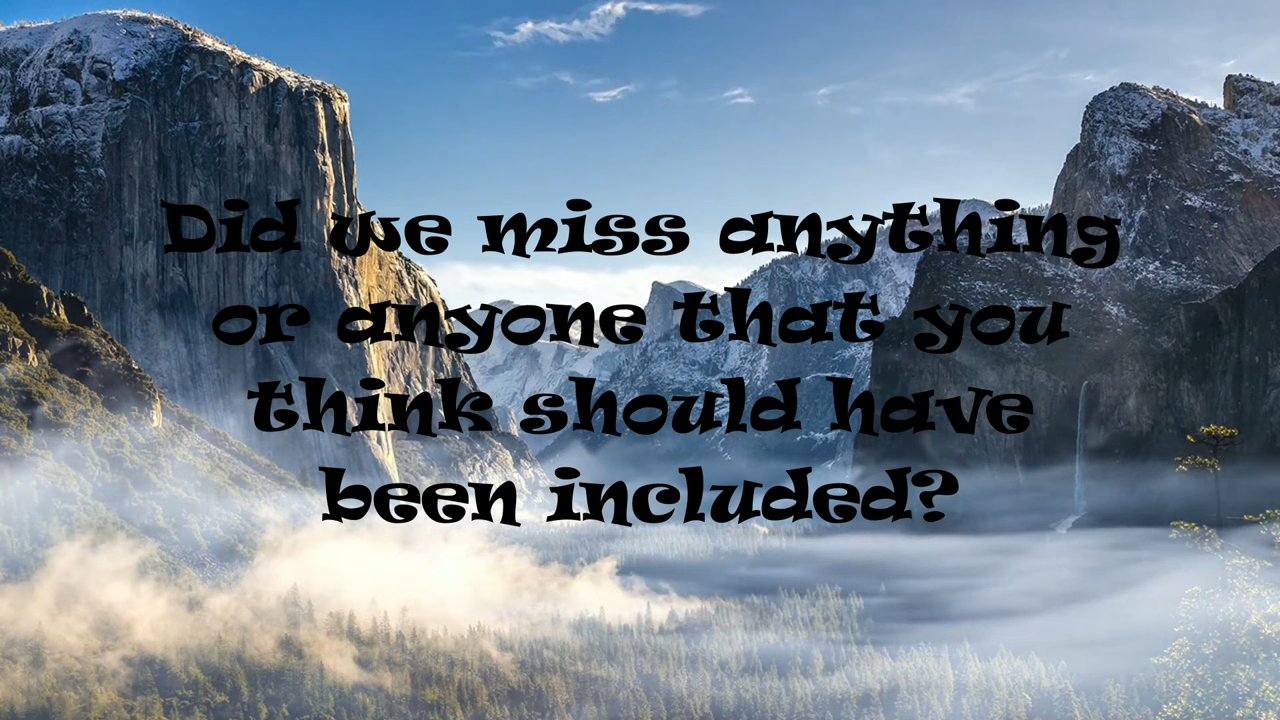 Did we miss anything
or anyone that you
think should have
been included?